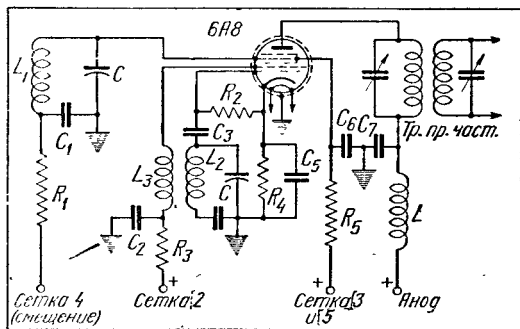 6А8
L₁
C
C₁
R₁
R₂
C₃
L₃
L₂
C
C₂
R₃
R₄
C₅
C₆ C₇
R₅
Тр. пр. част.
L
Сетка 4
(смещение)
+
Сетка 2
+
Сетка 3
и 5
+
Анод